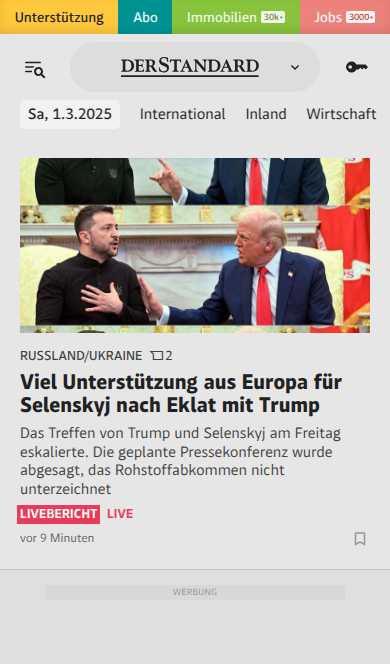 Unterstützung Abo Immobilien 30k+ Jobs 3000+
DERSTANDARD
Sa, 1.3.2025 International Inland Wirtschaft
RUSSLAND/UKRAINE 2
Viel Unterstützung aus Europa für
Selenskyj nach Eklat mit Trump
Das Treffen von Trump und Selenskyj am Freitag
eskalierte. Die geplante Pressekonferenz wurde
abgesagt, das Rohstoffabkommen nicht
unterzeichnet
LIVEBERICHT LIVE
vor 9 Minuten
WERBUNG